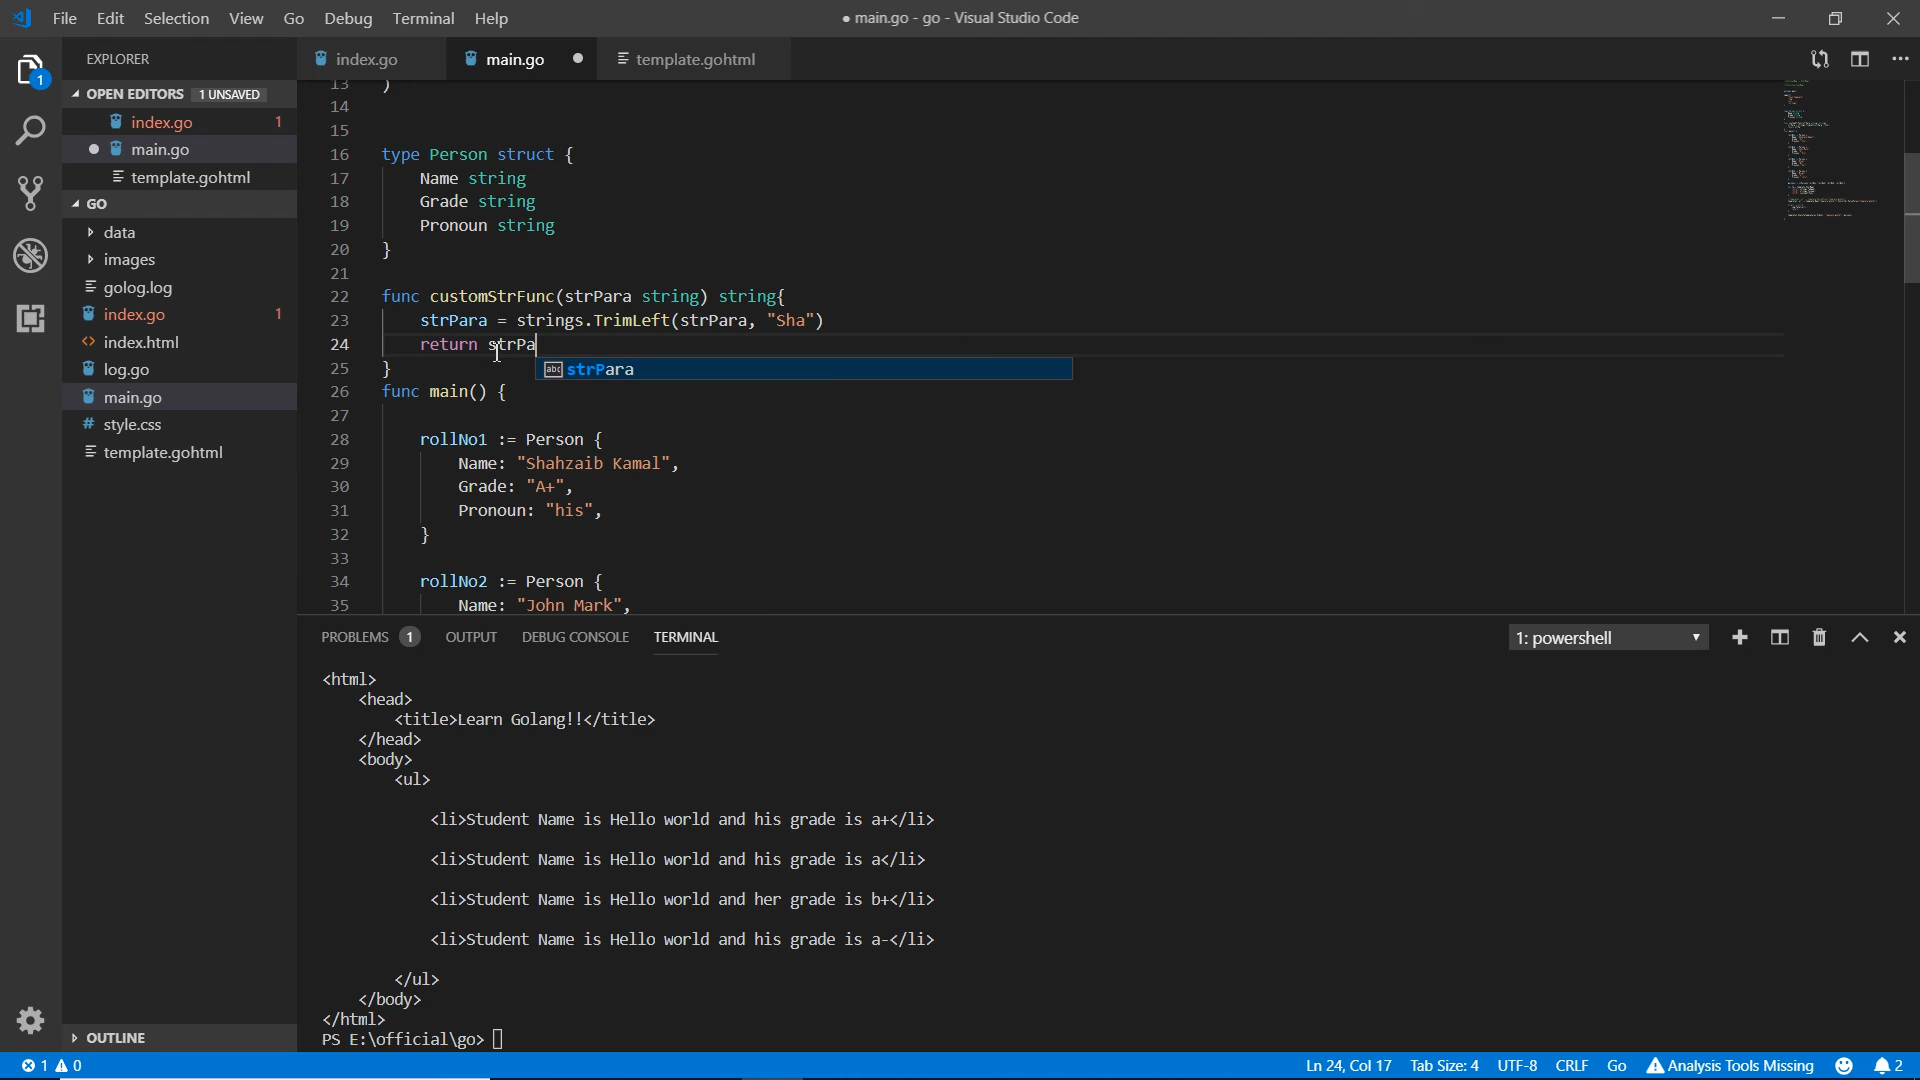 File Edit Selection View Go Debug Terminal Help
● main.go - go - Visual Studio Code
EXPLORER
OPEN EDITORS 1 UNSAVED
index.go 1
main.go
template.gohtml
GO
data
images
golog.log
index.go 1
index.html
log.go
main.go
style.css
template.gohtml
OUTLINE
index.go main.go template.gohtml
13 )
14
15
16 type Person struct {
17 Name string
18 Grade string
19 Pronoun string
20 }
21
22 func customStrFunc(strPara string) string{
23 strPara = strings.TrimLeft(strPara, "Sha")
24 return strPa
strPara
25 }
26 func main() {
27
28 rollNo1 := Person {
29 Name: "Shahzaib Kamal",
30 Grade: "A+",
31 Pronoun: "his",
32 }
33
34 rollNo2 := Person {
35 Name: "John Mark",
PROBLEMS 1 OUTPUT DEBUG CONSOLE TERMINAL
1: powershell
<html>
<head>
<title>Learn Golang!!</title>
</head>
<body>
<ul>
<li>Student Name is Hello world and his grade is a+</li>
<li>Student Name is Hello world and his grade is a</li>
<li>Student Name is Hello world and her grade is b+</li>
<li>Student Name is Hello world and his grade is a-</li>
</ul>
</body>
</html>
PS E:\official\go>
1 0
Ln 24, Col 17 Tab Size: 4 UTF-8 CRLF Go Analysis Tools Missing 2